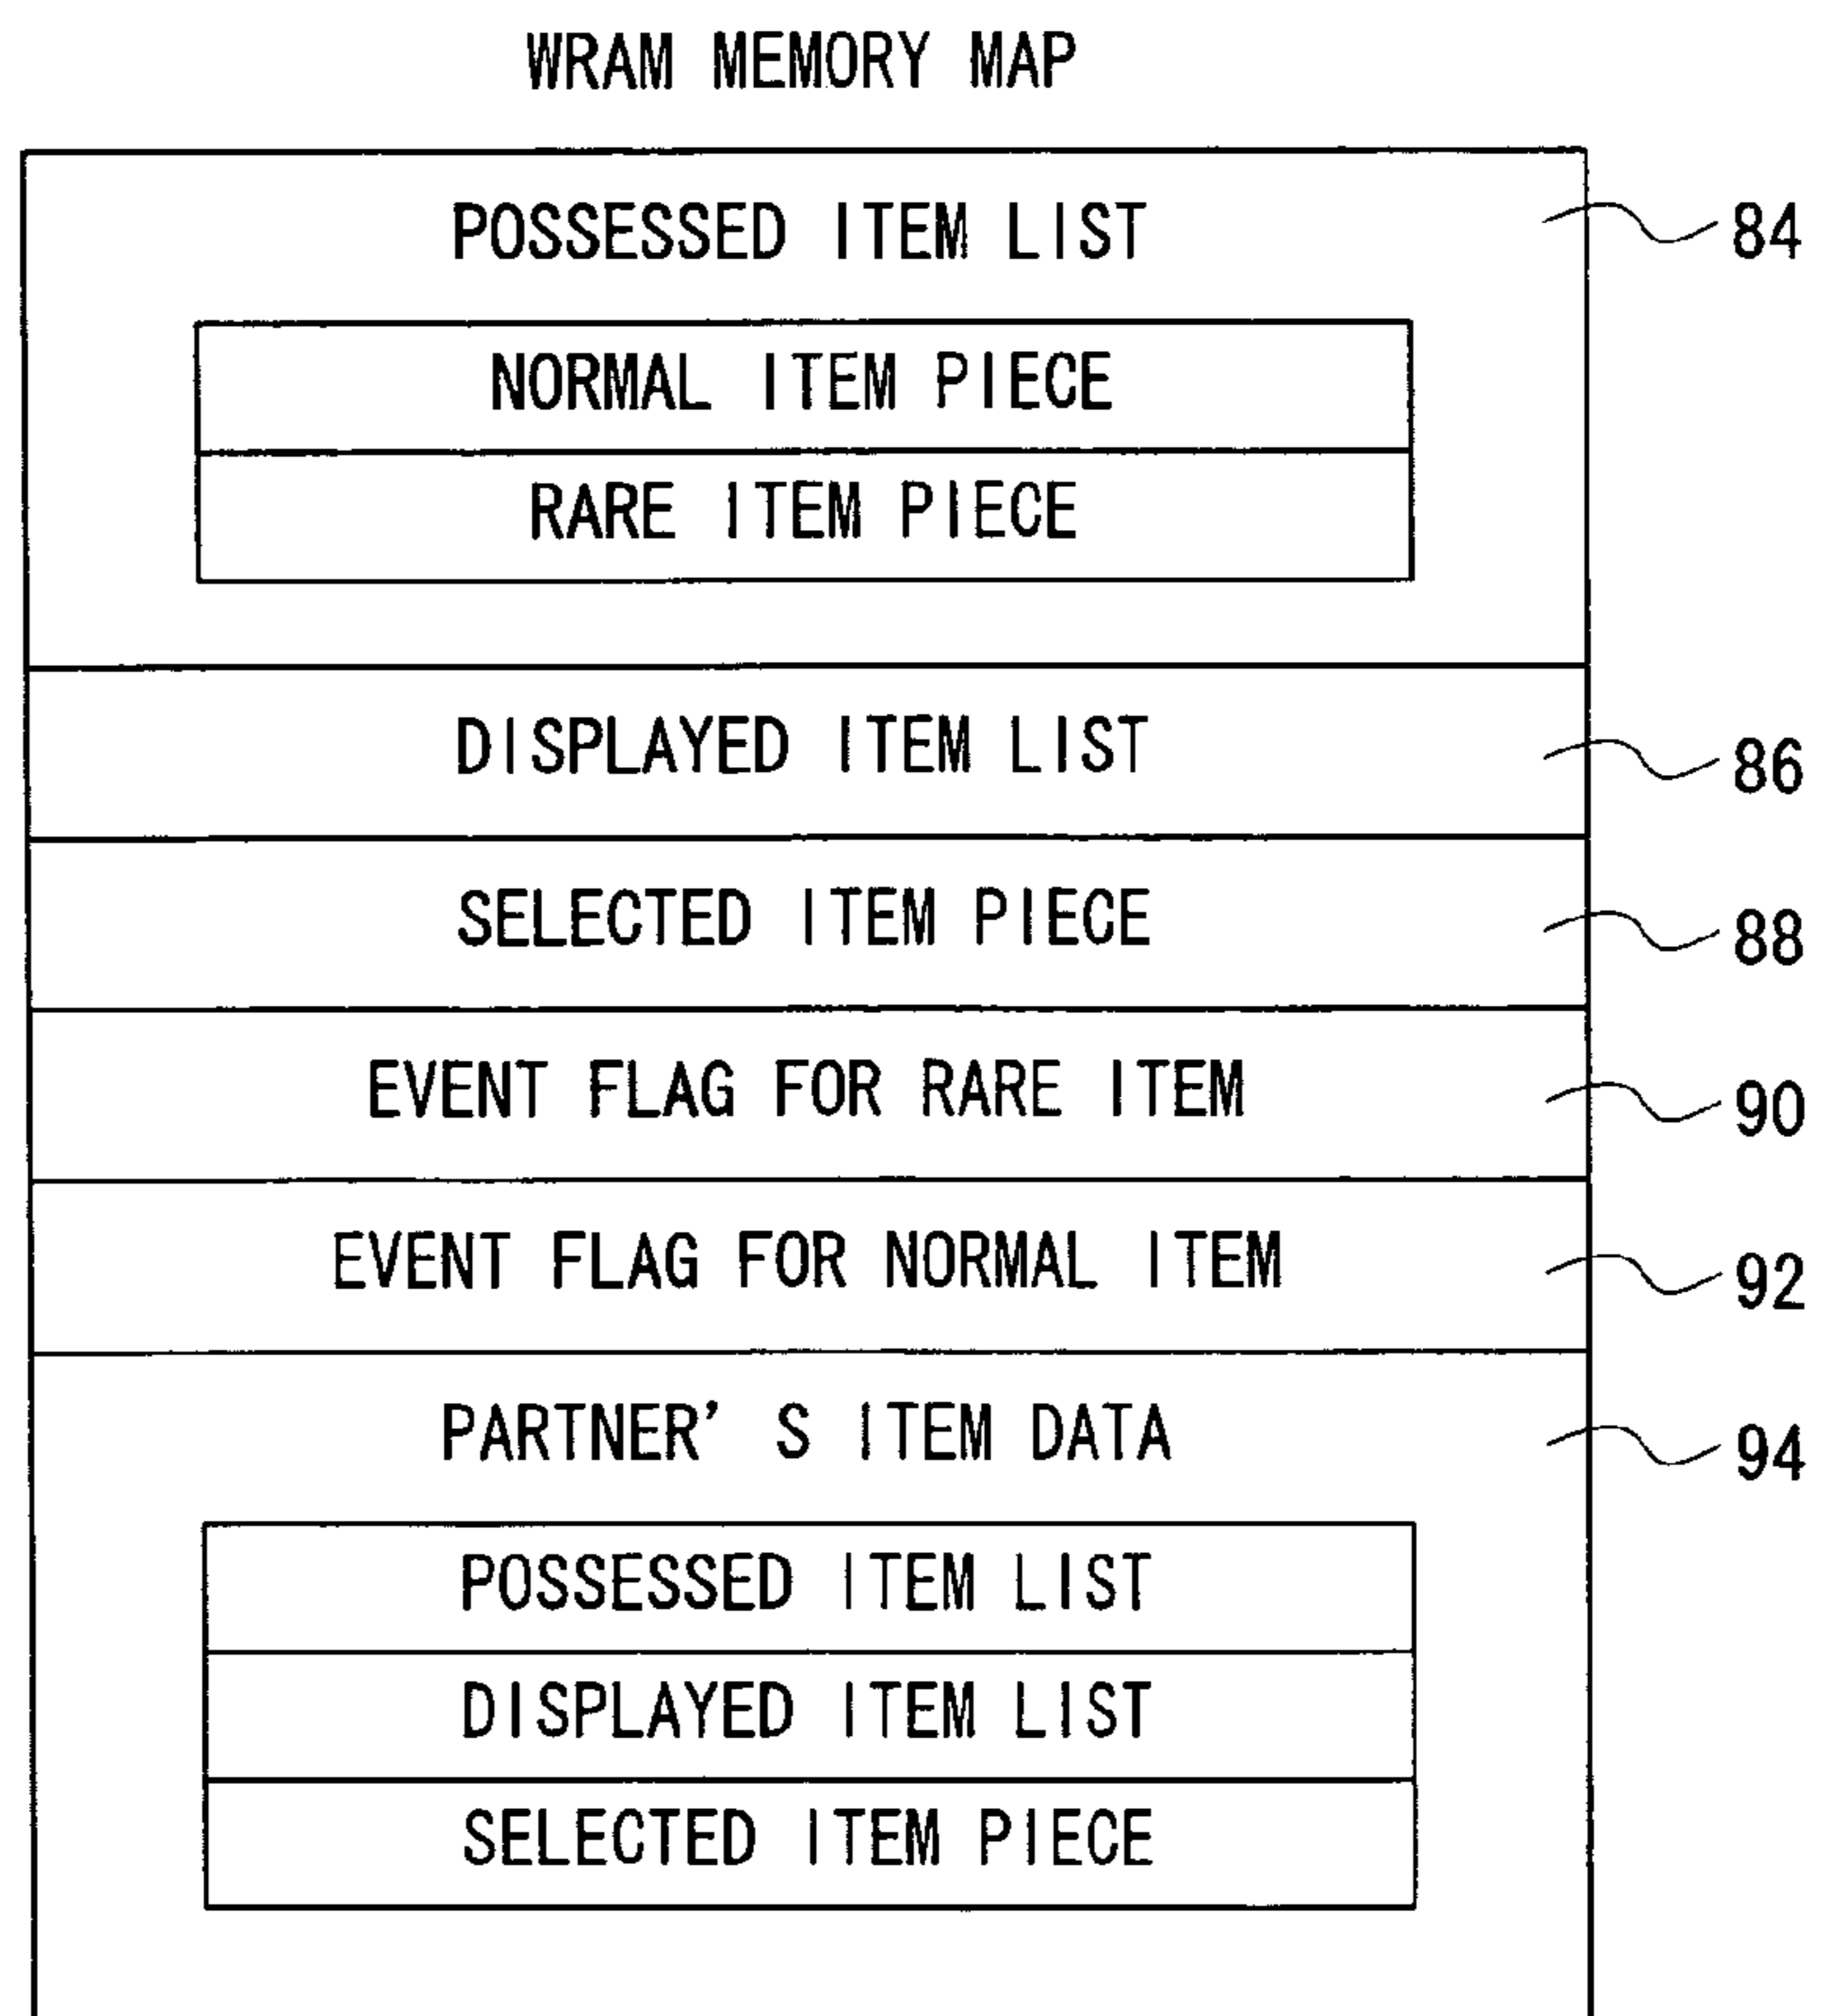 WRAM MEMORY MAP
POSSESSED ITEM LIST 84
NORMAL ITEM PIECE
RARE ITEM PIECE
DISPLAYED ITEM LIST 86
SELECTED ITEM PIECE 88
EVENT FLAG FOR RARE ITEM 90
EVENT FLAG FOR NORMAL ITEM 92
PARTNER' S ITEM DATA 94
POSSESSED ITEM LIST
DISPLAYED ITEM LIST
SELECTED ITEM PIECE